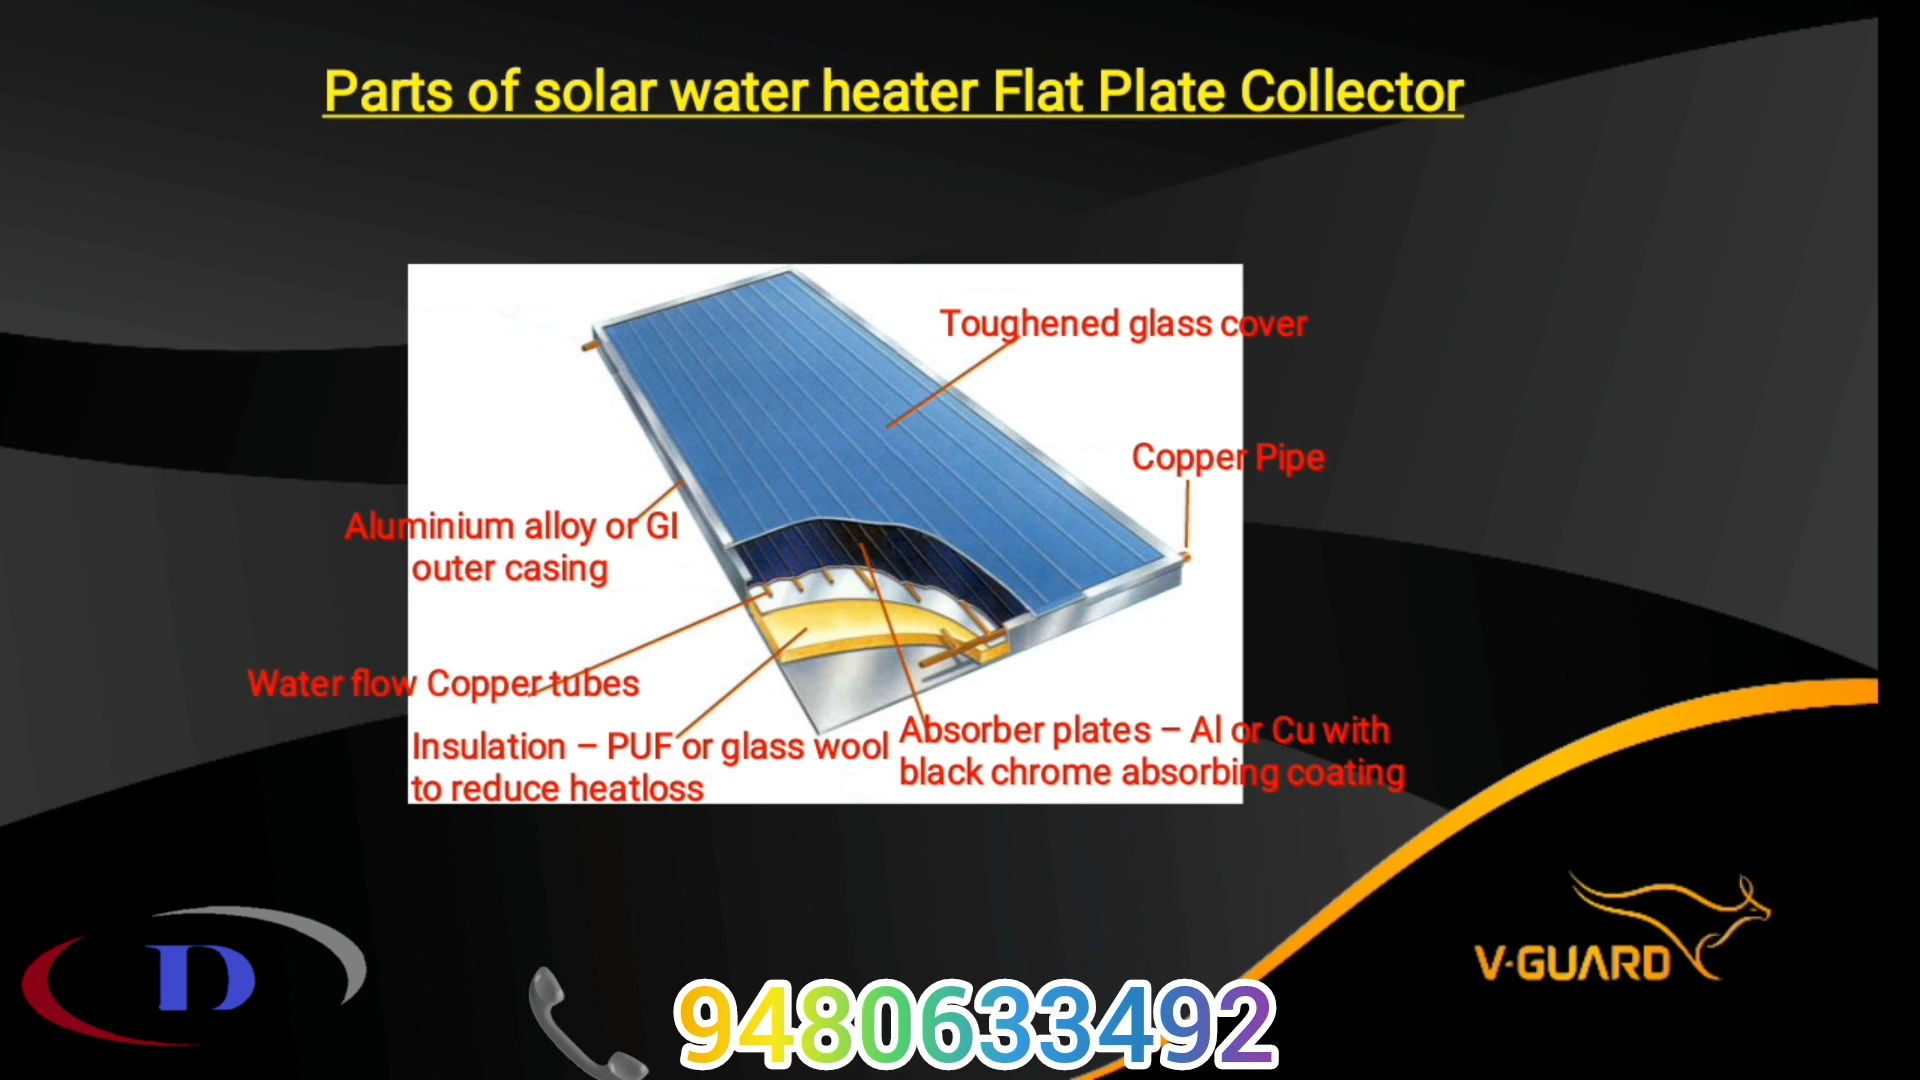 Parts of solar water heater Flat Plate Collector
Toughened glass cover
Copper Pipe
Aluminium alloy or GI
outer casing
Water flow Copper tubes
Insulation – PUF or glass wool
to reduce heatloss
Absorber plates – Al or Cu with
black chrome absorbing coating
D
V-GUARD
9480633492